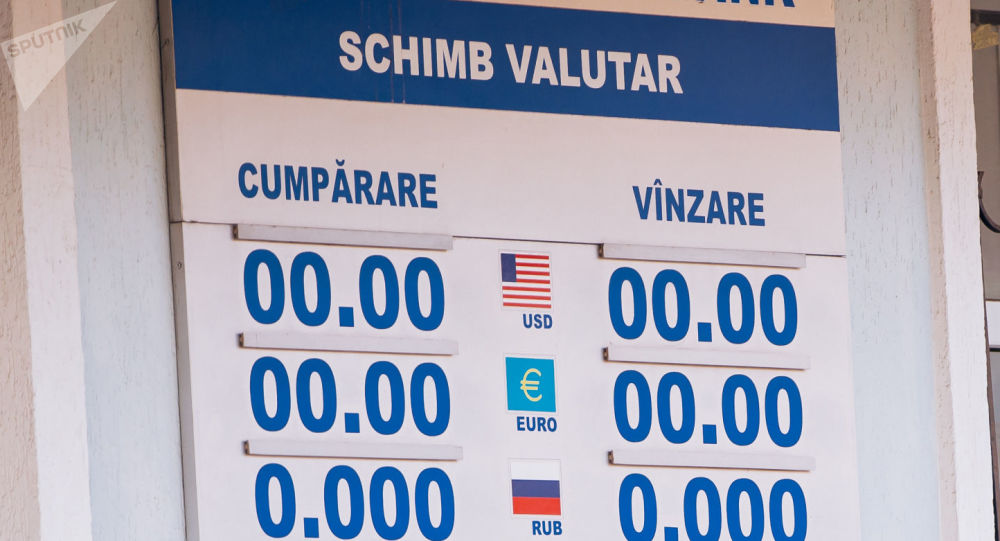 SPUTNIK
SCHIMB VALUTAR
CUMPĂRARE VÎNZARE
00.00 USD 00.00
00.00 € EURO 00.00
0.000 RUB 0.000